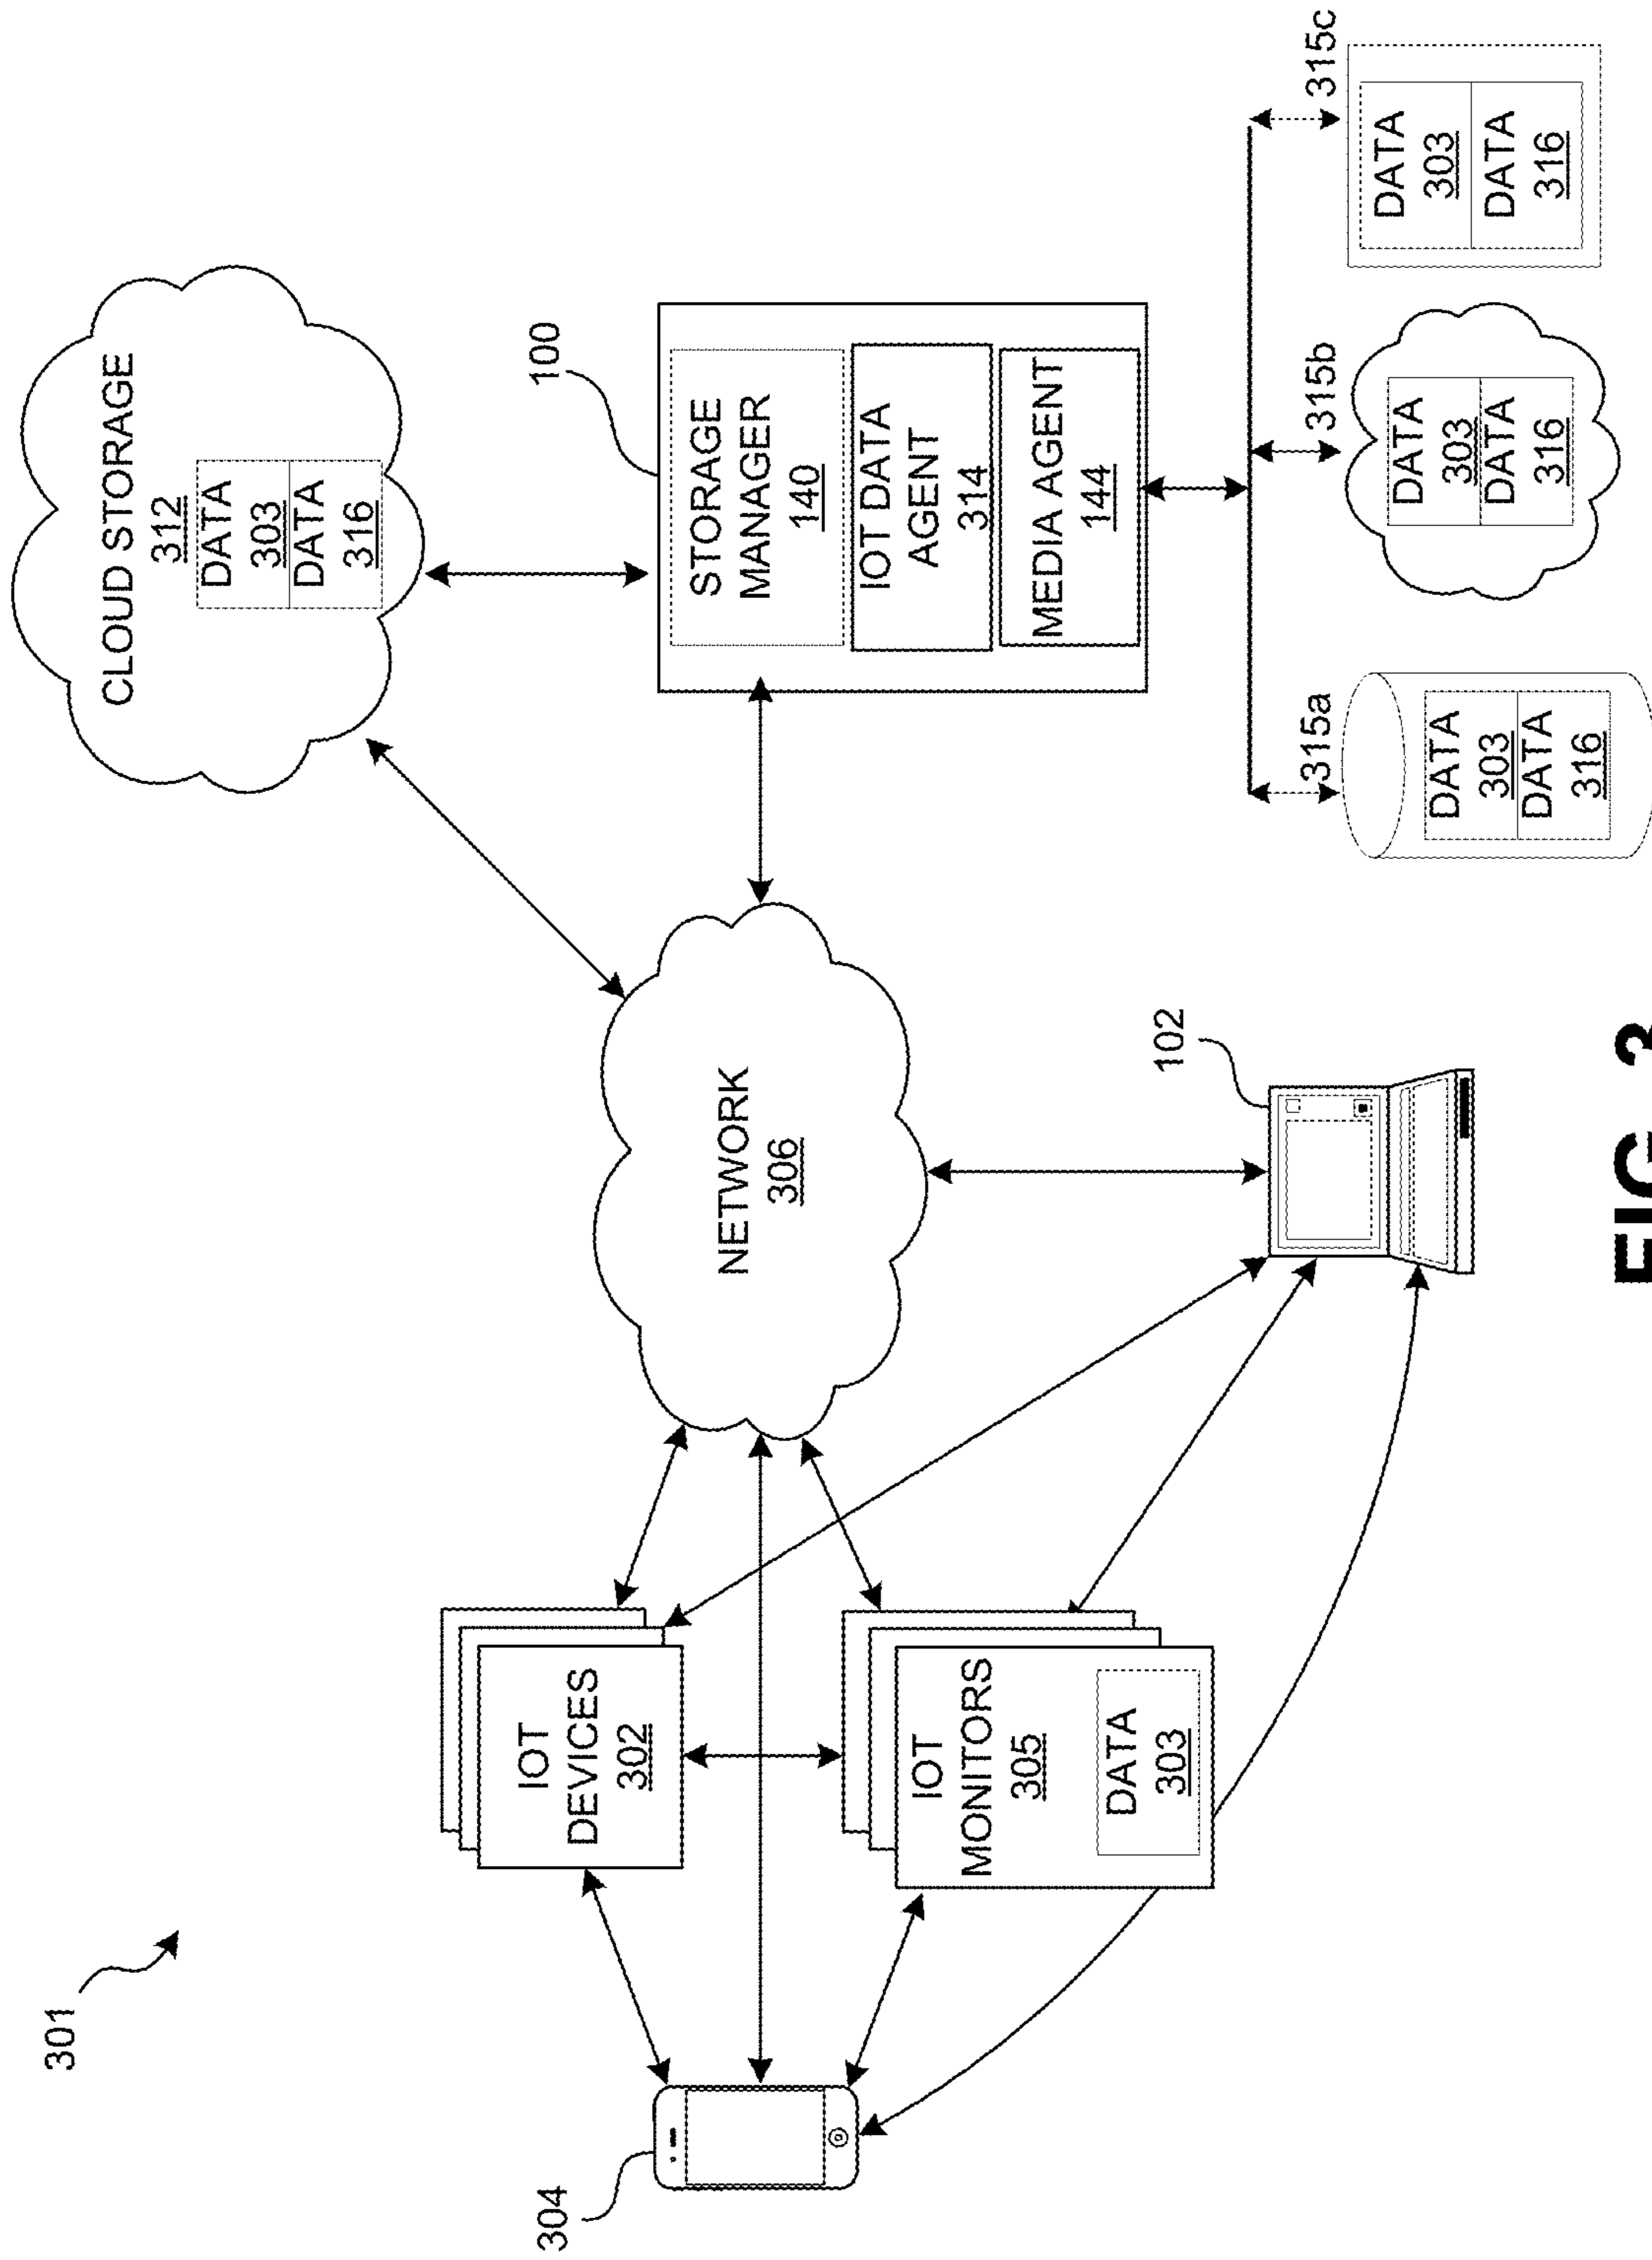 301
304
IOT
DEVICES
302
IOT
MONITORS
305
DATA
303
NETWORK
306
102
CLOUD STORAGE
312
DATA
303
DATA
316
100
STORAGE
MANAGER
140
IOT DATA
AGENT
314
MEDIA AGENT
144
315a
DATA
303
DATA
316
315b
DATA
303
DATA
316
315c
DATA
303
DATA
316
FIG. 3